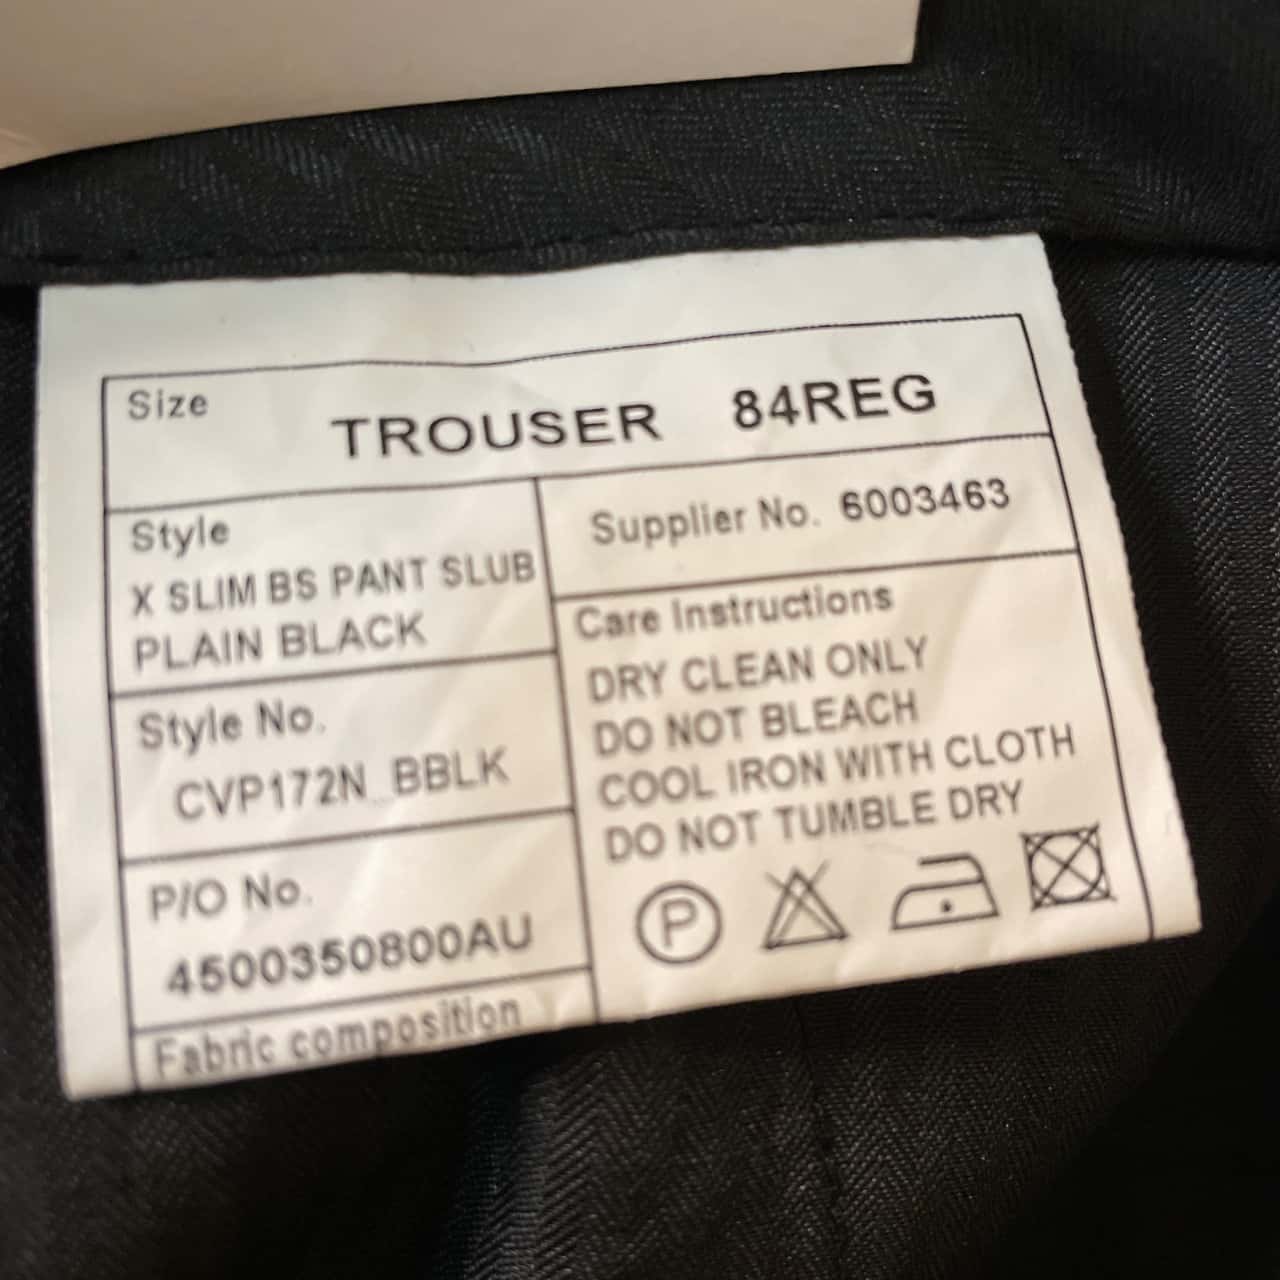 Size
TROUSER 84REG
Style
X SLIM BS PANT SLUB
PLAIN BLACK
Supplier No. 6003463
Style No.
CVP172N_BBLK
P/O No.
4500350800AU
Fabric composition
Care Instructions
DRY CLEAN ONLY
DO NOT BLEACH
COOL IRON WITH CLOTH
DO NOT TUMBLE DRY
P